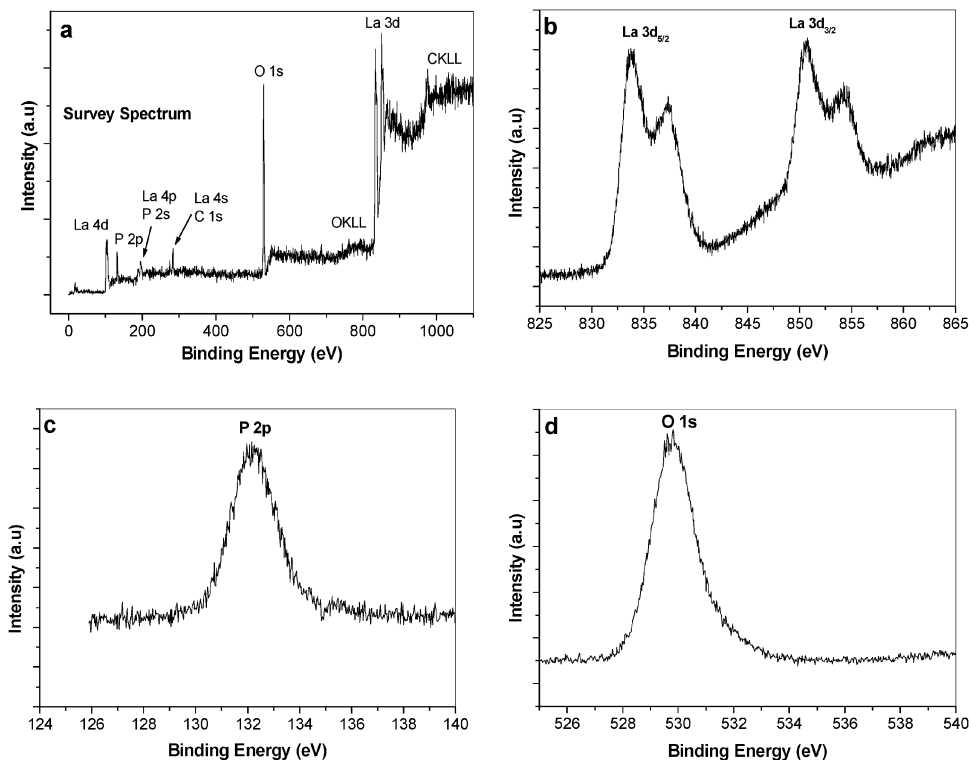 a
Survey Spectrum
La 4d
P 2p
La 4p
P 2s
La 4s
C 1s
O 1s
OKLL
La 3d
CKLL
Intensity (a.u)
0 200 400 600 800 1000
Binding Energy (eV)
b
La 3d5/2
La 3d3/2
Intensity (a.u)
825 830 835 840 845 850 855 860 865
Binding Energy (eV)
c
P 2p
Intensity (a.u)
124 126 128 130 132 134 136 138 140
Binding Energy (eV)
d
O 1s
Intensity (a.u)
526 528 530 532 534 536 538 540
Binding Energy (eV)